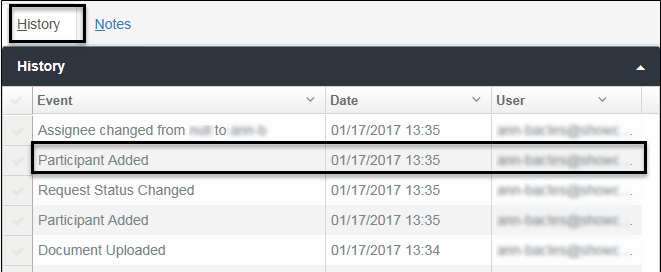 History Notes
History
Event Date User
Assignee changed from to 01/17/2017 13:35
Participant Added 01/17/2017 13:35
Request Status Changed 01/17/2017 13:35
Participant Added 01/17/2017 13:35
Document Uploaded 01/17/2017 13:34